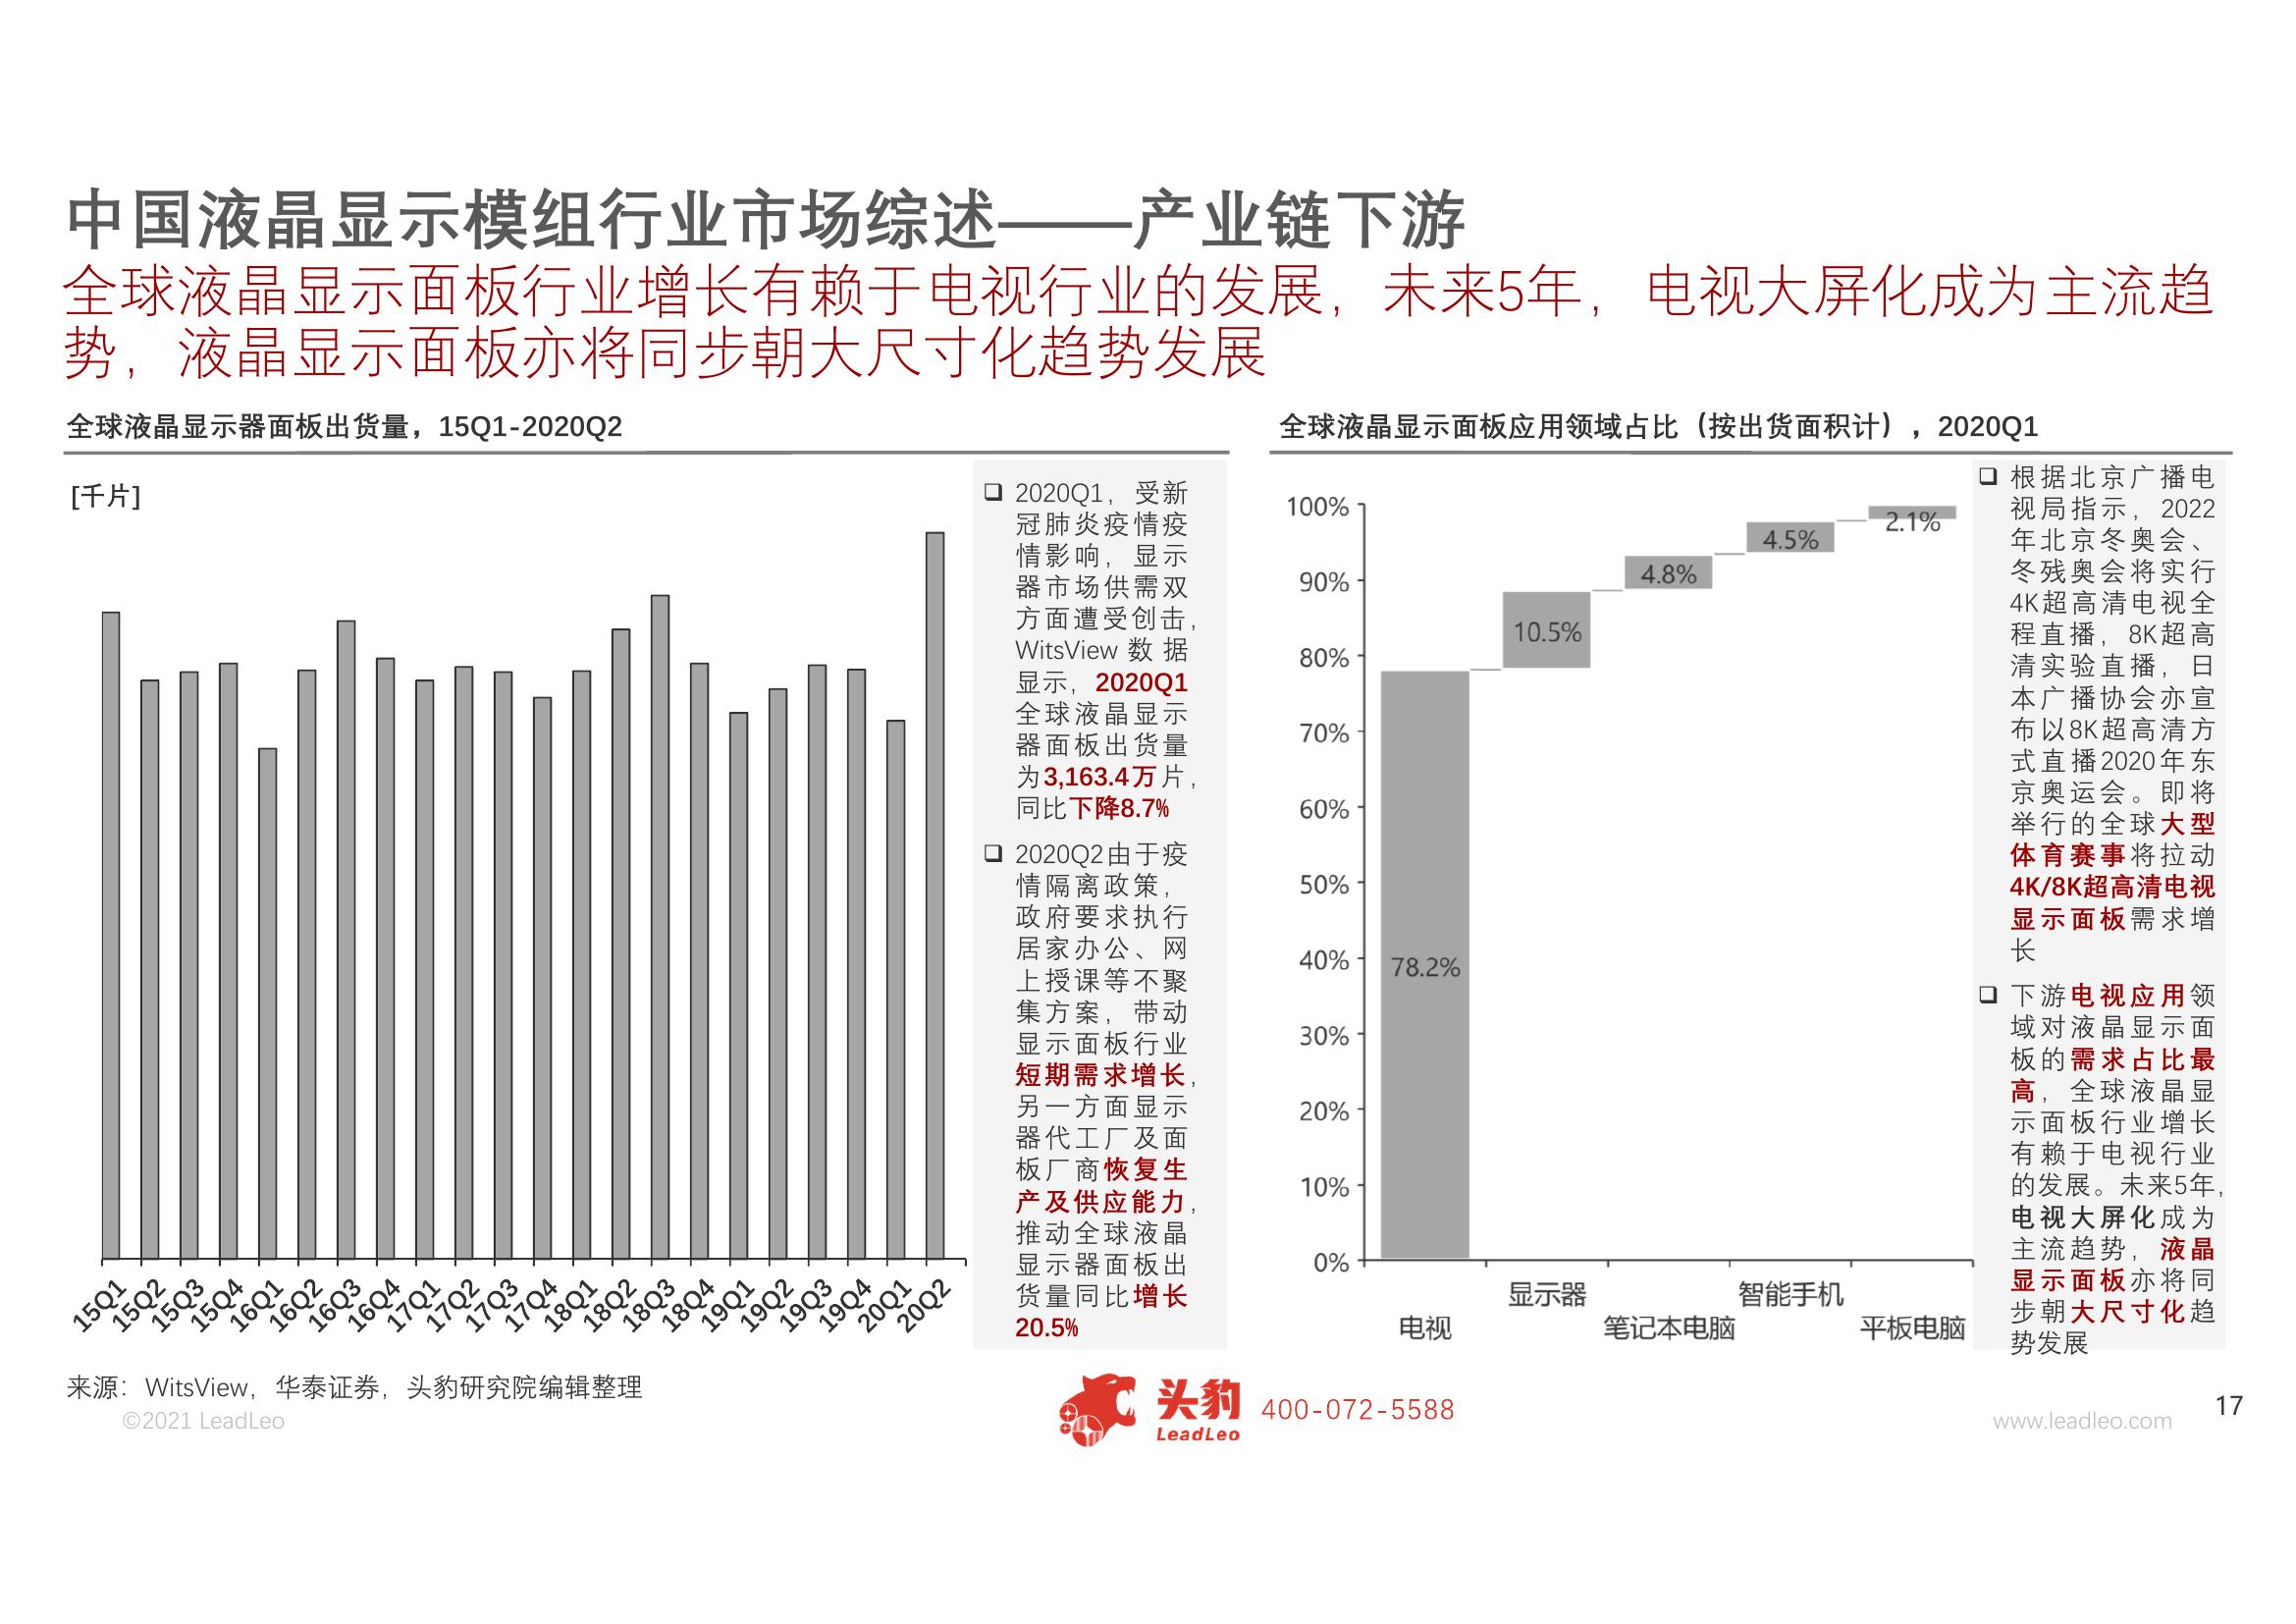 中国液晶显示模组行业市场综述——产业链下游
全球液晶显示面板行业增长有赖于电视行业的发展，未来5年，电视大屏化成为主流趋
势，液晶显示面板亦将同步朝大尺寸化趋势发展
全球液晶显示器面板出货量，15Q1-2020Q2
[千片]
15Q1
15Q2
15Q3
15Q4
16Q1
16Q2
16Q3
16Q4
17Q1
17Q2
17Q3
17Q4
18Q1
18Q2
18Q3
18Q4
19Q1
19Q2
19Q3
19Q4
20Q1
20Q2
❑ 2020Q1，受新
冠肺炎疫情疫
情影响，显示
器市场供需双
方面遭受创击，
WitsView数据
显示，2020Q1
全球液晶显示
器面板出货量
为3,163.4万片，
同比下降8.7%
❑ 2020Q2由于疫
情隔离政策，
政府要求执行
居家办公、网
上授课等不聚
集方案，带动
显示面板行业
短期需求增长，
另一方面显示
器代工厂及面
板厂商恢复生
产及供应能力，
推动全球液晶
显示器面板出
货量同比增长
20.5%
全球液晶显示面板应用领域占比（按出货面积计），2020Q1
100%
90%
80%
70%
60%
50%
40%
30%
20%
10%
0%
78.2%
10.5%
4.8%
4.5%
2.1%
电视
显示器
笔记本电脑
智能手机
平板电脑
❑ 根据北京广播电
视局指示，2022
年北京冬奥会、
冬残奥会将实行
4K超高清电视全
程直播，8K超高
清实验直播，日
本广播协会亦宣
布以8K超高清方
式直播2020年东
京奥运会。即将
举行的全球大型
体育赛事将拉动
4K/8K超高清电视
显示面板需求增
长
❑ 下游电视应用领
域对液晶显示面
板的需求占比最
高，全球液晶显
示面板行业增长
有赖于电视行业
的发展。未来5年，
电视大屏化成为
主流趋势，液晶
显示面板亦将同
步朝大尺寸化趋
势发展
来源：WitsView，华泰证券，头豹研究院编辑整理
©2021 LeadLeo
头豹
LeadLeo
400-072-5588
www.leadleo.com
17